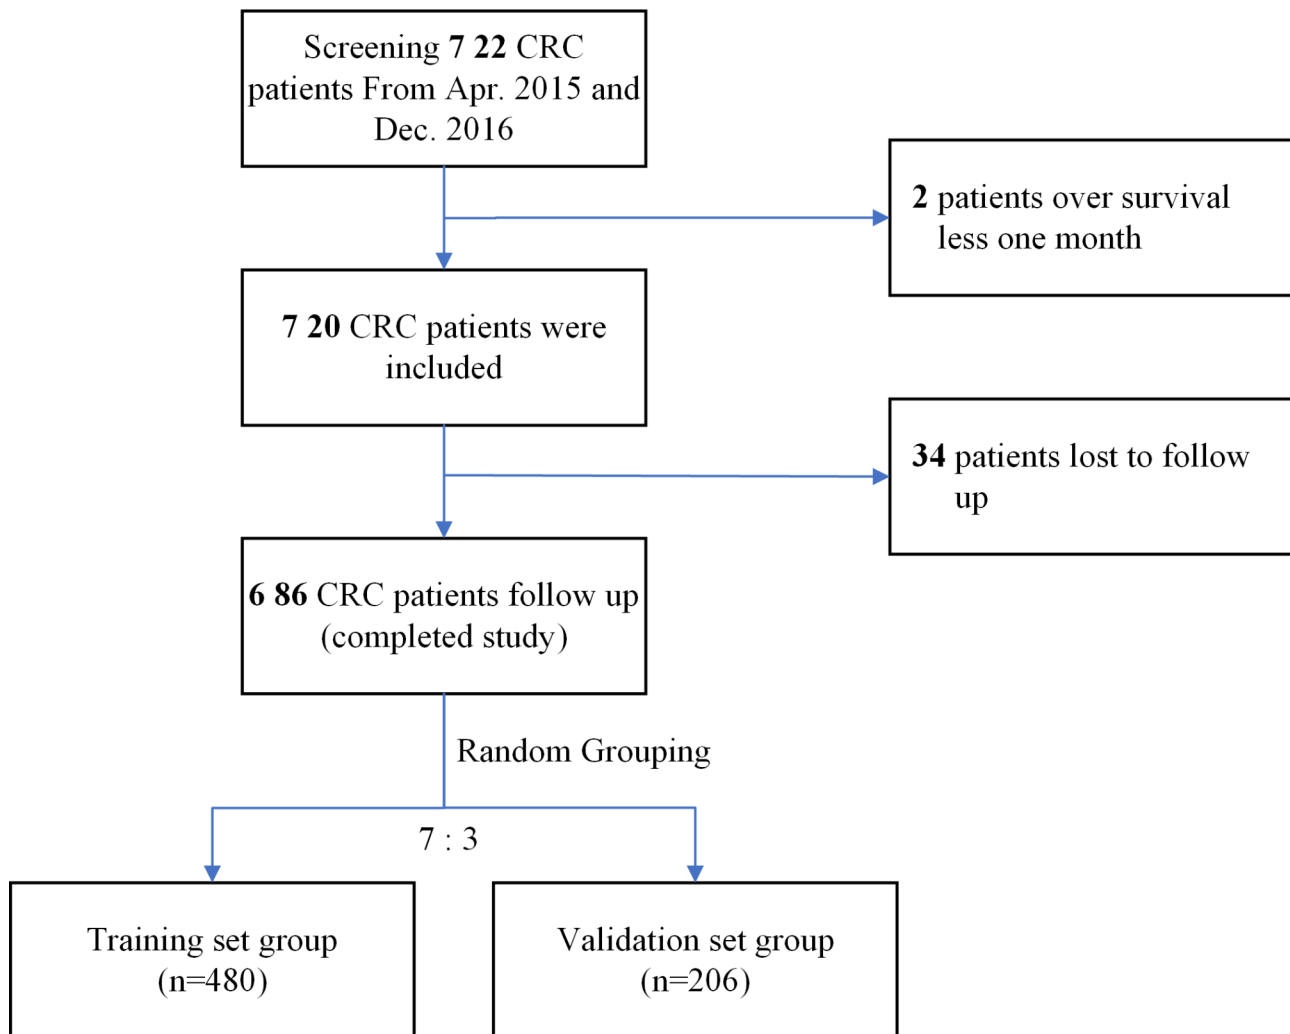 Screening 7 22 CRC
patients From Apr. 2015 and
Dec. 2016
2 patients over survival
less one month
7 20 CRC patients were
included
34 patients lost to follow
up
6 86 CRC patients follow up
(completed study)
Random Grouping
7 : 3
Training set group
(n=480)
Validation set group
(n=206)